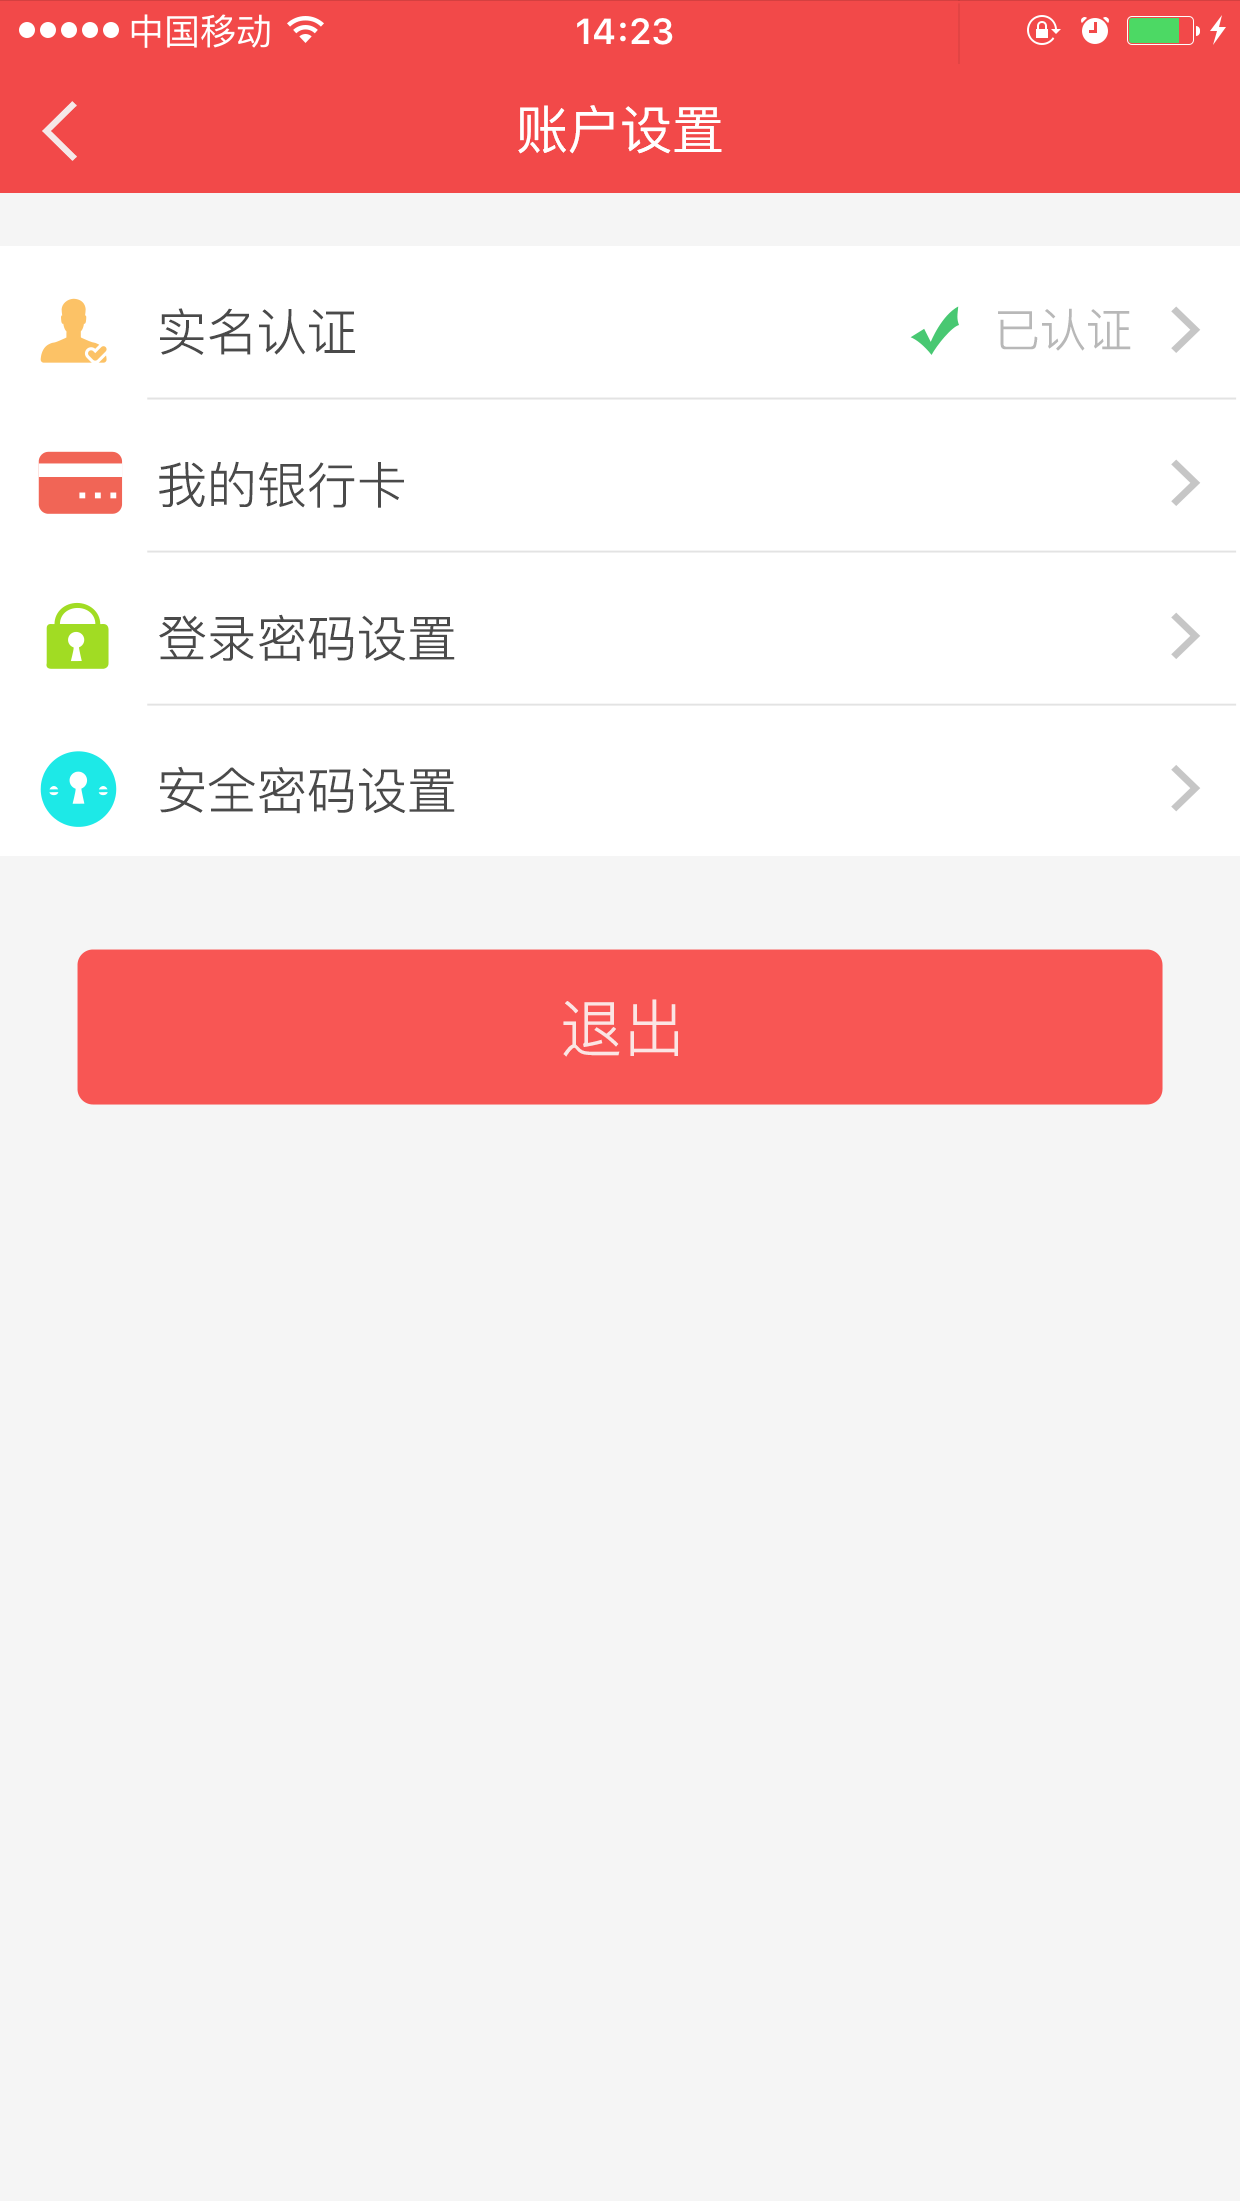 中国移动 14:23
账户设置
实名认证 已认证
我的银行卡
登录密码设置
安全密码设置
退出